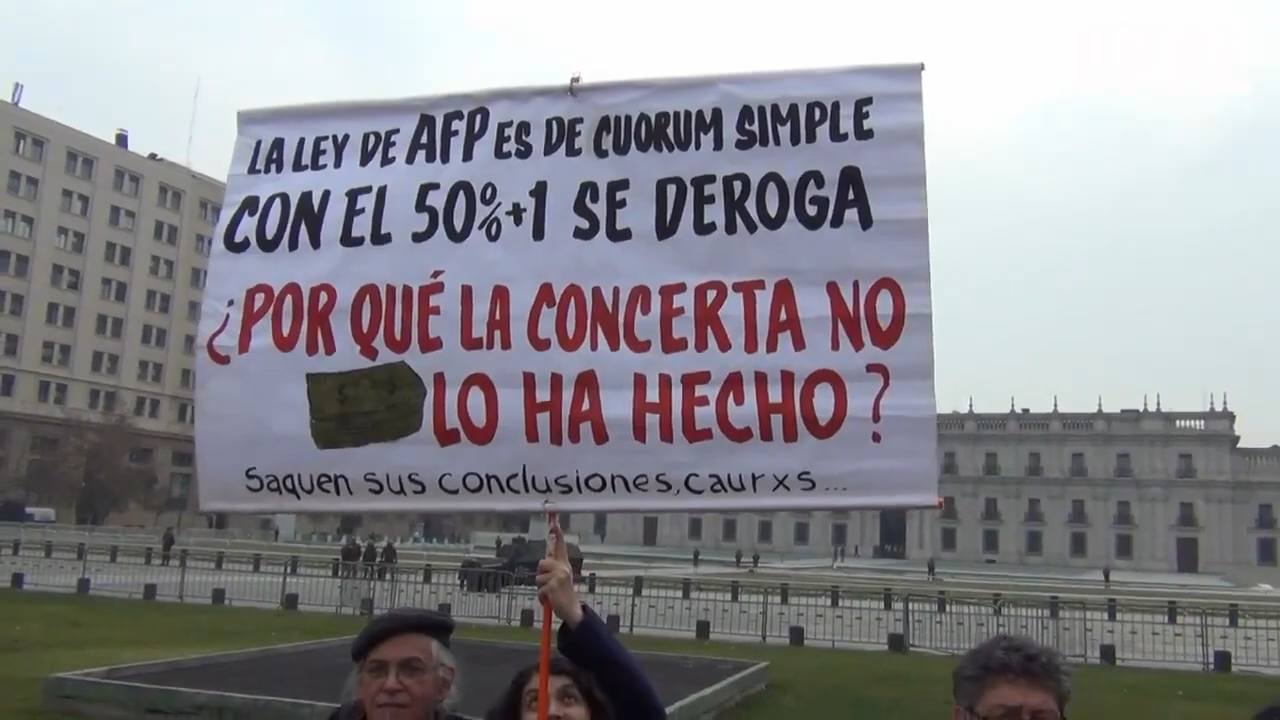 LA LEY DE AFP ES DE CUORUM SIMPLE
CON EL 50%+1 SE DEROGA
¿POR QUÉ LA CONCERTA NO
LO HA HECHO?
Saquen sus conclusiones, caurxs...